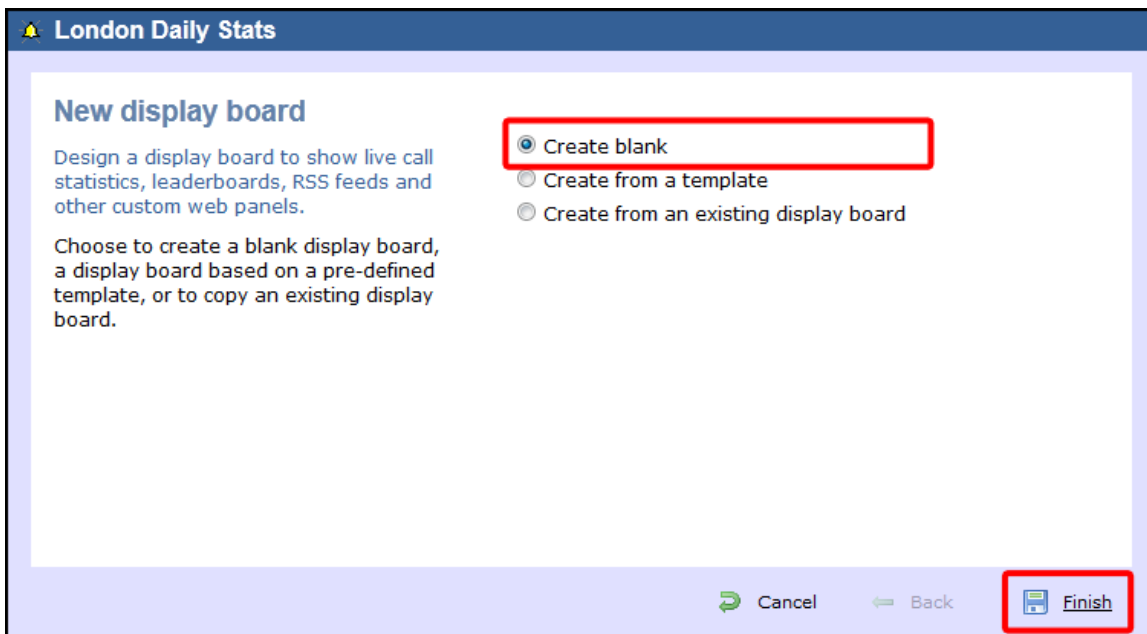 London Daily Stats
New display board
Design a display board to show live call
statistics, leaderboards, RSS feeds and
other custom web panels.
Choose to create a blank display board,
a display board based on a pre-defined
template, or to copy an existing display
board.
Create blank
Create from a template
Create from an existing display board
Cancel
Back
Finish